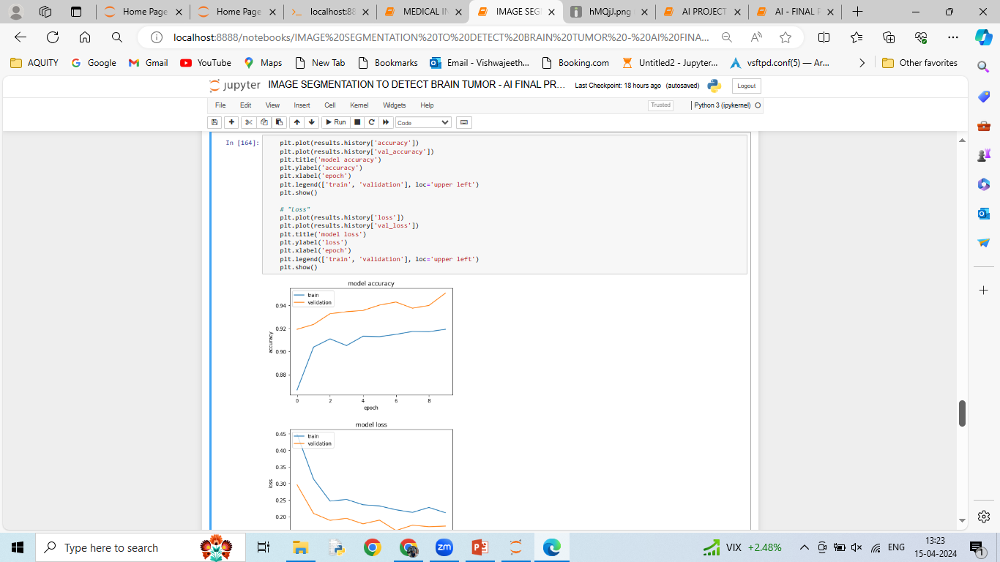 Home Page
Home Page
localhost:88
MEDICAL IN
IMAGE SEG
hMQjJ.png
AI PROJECT
AI - FINAL P
localhost:8888/notebooks/IMAGE%20SEGMENTATION%20TO%20DETECT%20BRAIN%20TUMOR%20-%20AI%20FINA...
AQUITY
Google
Gmail
YouTube
Maps
New Tab
Bookmarks
Email - Vishwajeeth...
Booking.com
Untitled2 - Jupyter...
vsftpd.conf(5) — Ar...
Other favorites
jupyter IMAGE SEGMENTATION TO DETECT BRAIN TUMOR - AI FINAL PR... Last Checkpoint: 18 hours ago (autosaved)
Logout
File Edit View Insert Cell Kernel Widgets Help
Trusted
Python 3 (ipykernel)
Run
Code
In [164]:
plt.plot(results.history['accuracy'])
plt.plot(results.history['val_accuracy'])
plt.title('model accuracy')
plt.ylabel('accuracy')
plt.xlabel('epoch')
plt.legend(['train', 'validation'], loc='upper left')
plt.show()
# "Loss"
plt.plot(results.history['loss'])
plt.plot(results.history['val_loss'])
plt.title('model loss')
plt.ylabel('loss')
plt.xlabel('epoch')
plt.legend(['train', 'validation'], loc='upper left')
plt.show()
model accuracy
train
validation
0.94
0.92
0.90
0.88
accuracy
0 2 4 6 8
epoch
model loss
train
validation
0.45
0.40
0.35
0.30
0.25
0.20
loss
Type here to search
zm
VIX +2.48%
ENG
13:23
15-04-2024
1